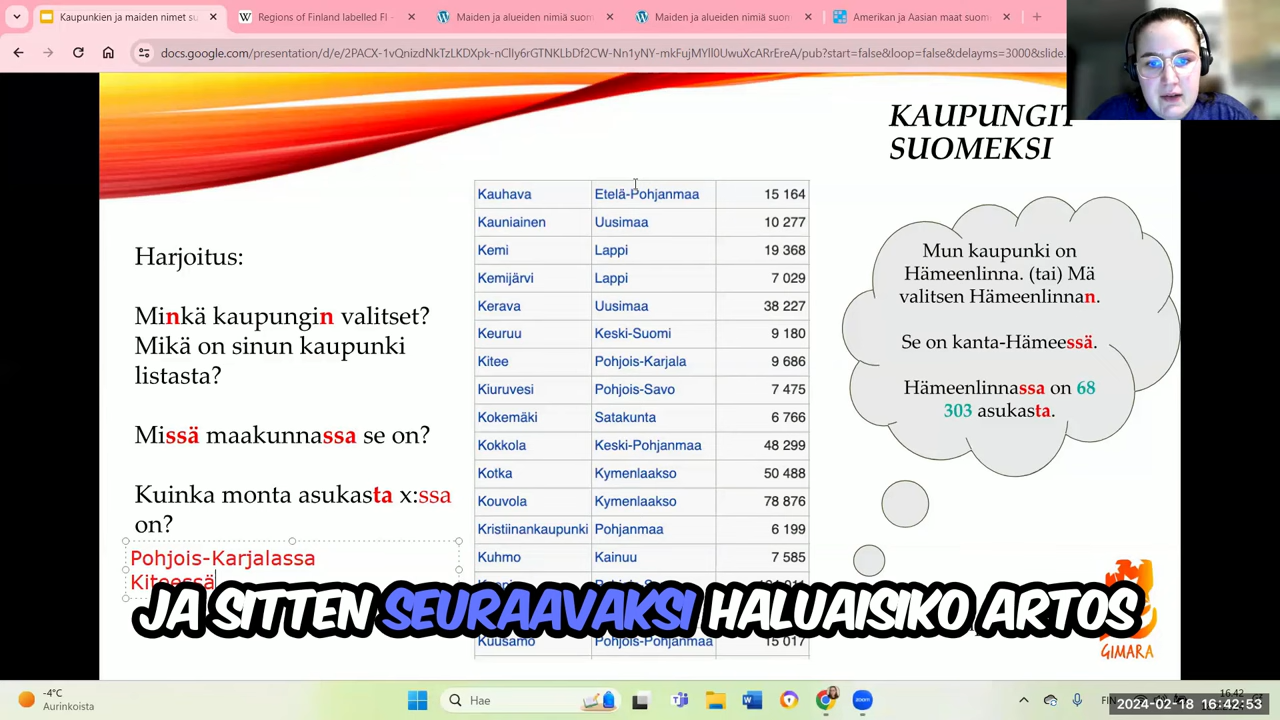 Kaupunkien ja maiden nimet su
Regions of Finland labelled FI -
Maiden ja alueiden nimiä suom
Maiden ja alueiden nimiä suom
Amerikan ja Aasian maat suom
docs.google.com/presentation/d/e/2PACX-1vQnizdNkTzLKDXpk-rClly6rGTNKLbDf2CW-Nn1yNY-mkFujMYll0UwuXcARrEreA/pub?start=false&loop=false&delayms=3000&slide.
KAUPUNGIT
SUOMEKSI
Harjoitus:
Minkä kaupungin valitset?
Mikä on sinun kaupunki
listasta?
Missä maakunnassa se on?
Kuinka monta asukasta x:ssa
on?
Pohjois-Karjalassa
Kiteessä
Kauhava Etelä-Pohjanmaa 15 164
Kauniainen Uusimaa 10 277
Kemi Lappi 19 368
Kemijärvi Lappi 7 029
Kerava Uusimaa 38 227
Keuruu Keski-Suomi 9 180
Kitee Pohjois-Karjala 9 686
Kiuruvesi Pohjois-Savo 7 475
Kokemäki Satakunta 6 766
Kokkola Keski-Pohjanmaa 48 299
Kotka Kymenlaakso 50 488
Kouvola Kymenlaakso 78 876
Kristiinankaupunki Pohjanmaa 6 199
Kuhmo Kainuu 7 585
Kuusamo Pohjois-Pohjanmaa 15 017
Mun kaupunki on
Hämeenlinna. (tai) Mä
valitsen Hämeenlinnan.
Se on kanta-Hämeessä.
Hämeenlinnassa on 68
303 asukasta.
JA SITTEN SEURAAVAKSI HALUAISIKO ARTOS
GIMARA
-4°C
Aurinkoista
Hae
FIN
16.42
2024-02-18 16:42:53